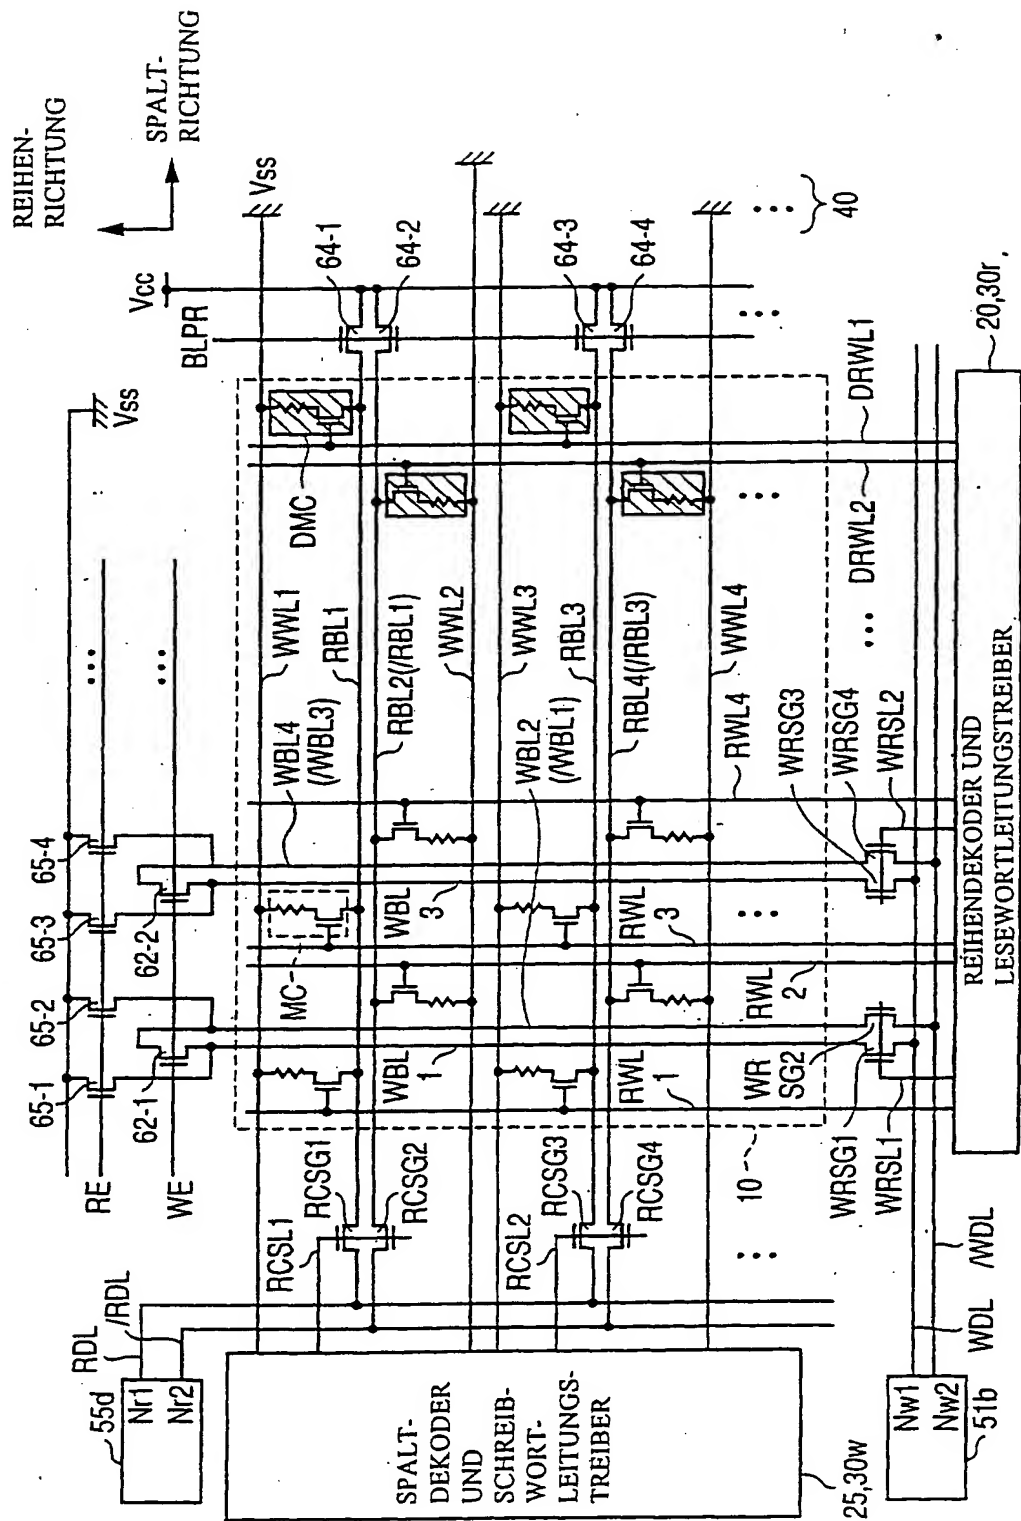 REIHEN-
RICHTUNG
SPALT-
RICHTUNG
Vcc
BLPR
Vss
Vss
64-1
64-2
64-3
64-4
40
RE
WE
65-1
65-2
65-3
65-4
62-1
62-2
DMC
MC
WWL1
WBL4
(/WBL3)
RBL1
RBL2(/RBL1)
WWL2
WWL3
WBL2
(/WBL1)
RBL3
RBL4(/RBL3)
WWL4
WBL
1
WBL
3
RWL
1
RWL
2
RWL
3
RWL4
DRWL2
DRWL1
20,30r,
10
WR
SG2
WRSG1
WRSL1
WRSG3
WRSG4
WRSL2
REIHENDEKODER UND
LESEWORTLEITUNGSTREIBER
RCSL1
RCSG1
RCSG2
RCSL2
RCSG3
RCSG4
RDL
/RDL
55d
Nr1
Nr2
SPALT-
DEKODER
UND
SCHREIB-
WORT-
LEITUNGS-
TREIBER
25,30w
WDL
/WDL
Nw1
Nw2
51b